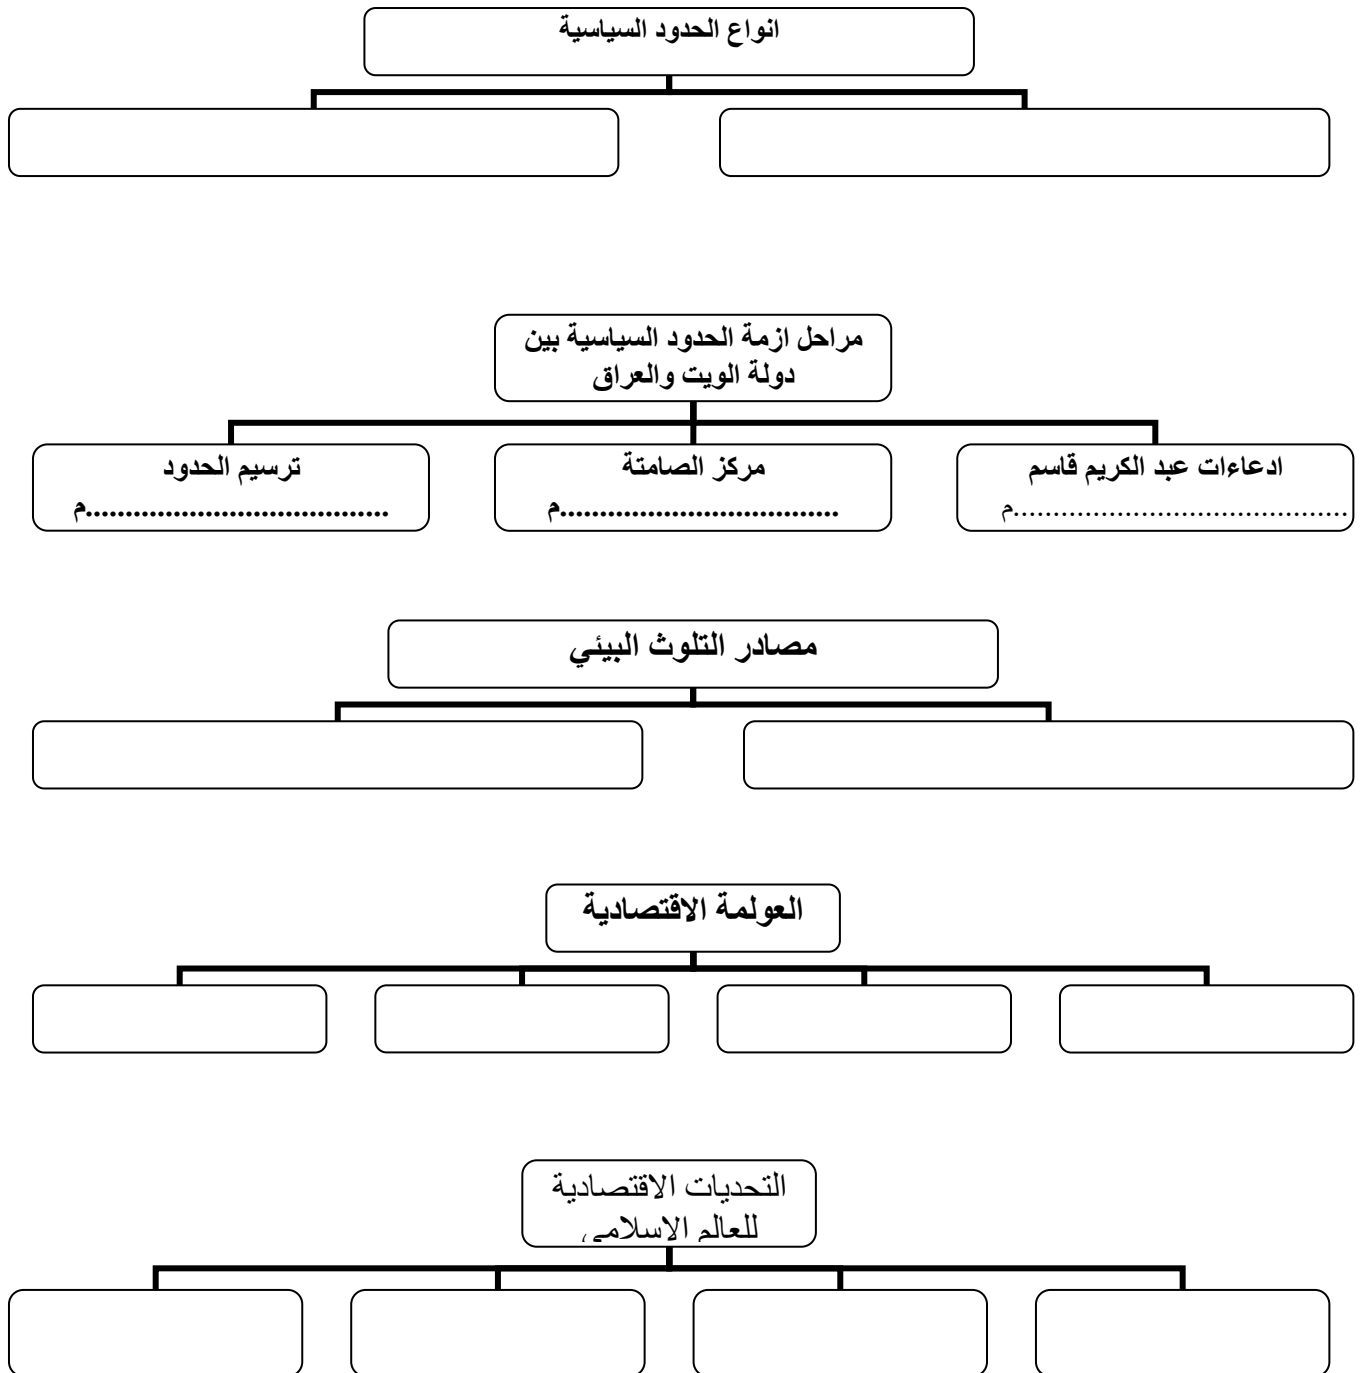 انواع الحدود السياسية
مراحل ازمة الحدود السياسية بين
دولة الويت والعراق
ادعاءات عبد الكريم قاسم
..........................................م
مركز الصامتة
...................................م
ترسيم الحدود
......................................م
مصادر التلوث البيئي
العولمة الاقتصادية
التحديات الاقتصادية
للعالم الاسلامي